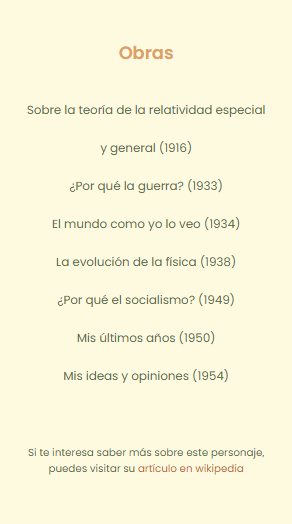 Obras
Sobre la teoría de la relatividad especial
y general (1916)
¿Por qué la guerra? (1933)
El mundo como yo lo veo (1934)
La evolución de la física (1938)
¿Por qué el socialismo? (1949)
Mis últimos años (1950)
Mis ideas y opiniones (1954)
Si te interesa saber más sobre este personaje,
puedes visitar su artículo en wikipedia